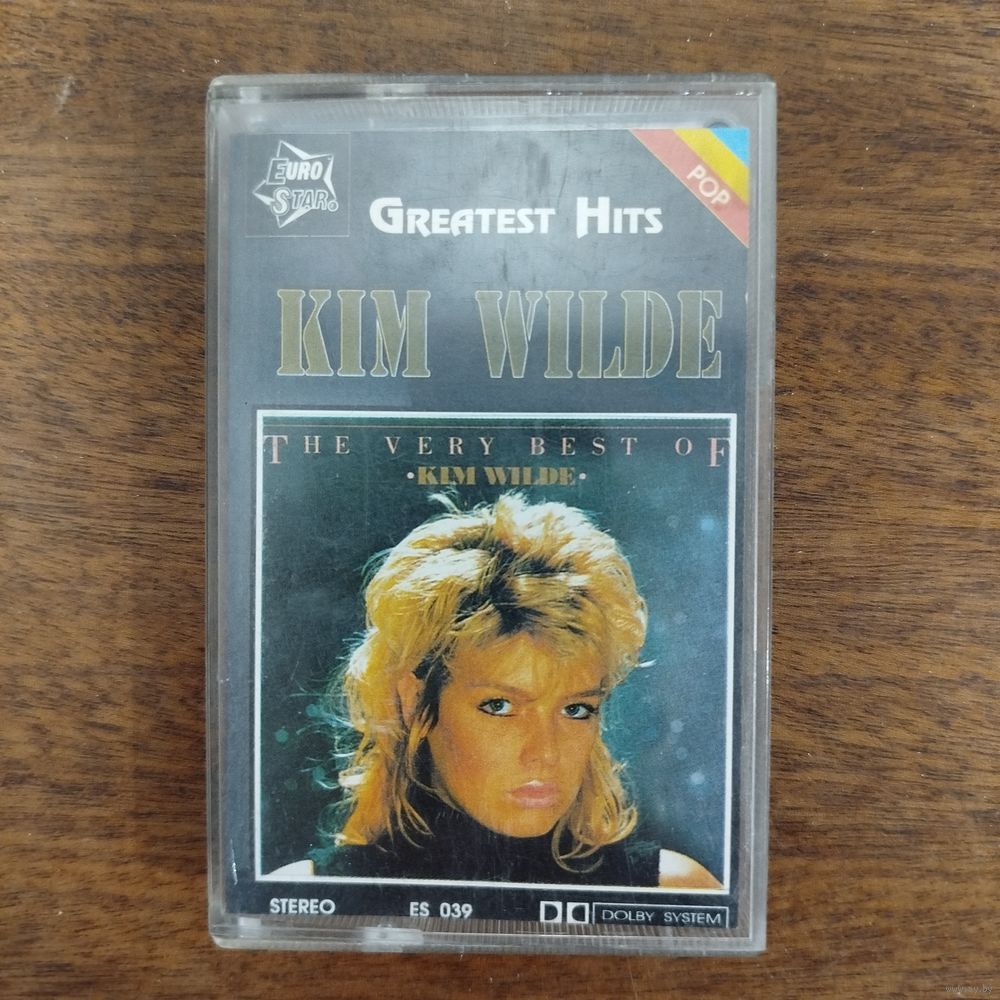 EURO
STAR®
POP
GREATEST HITS
KIM WILDE
THE VERY BEST OF
·KIM WILDE·
STEREO
ES 039
DOLBY SYSTEM